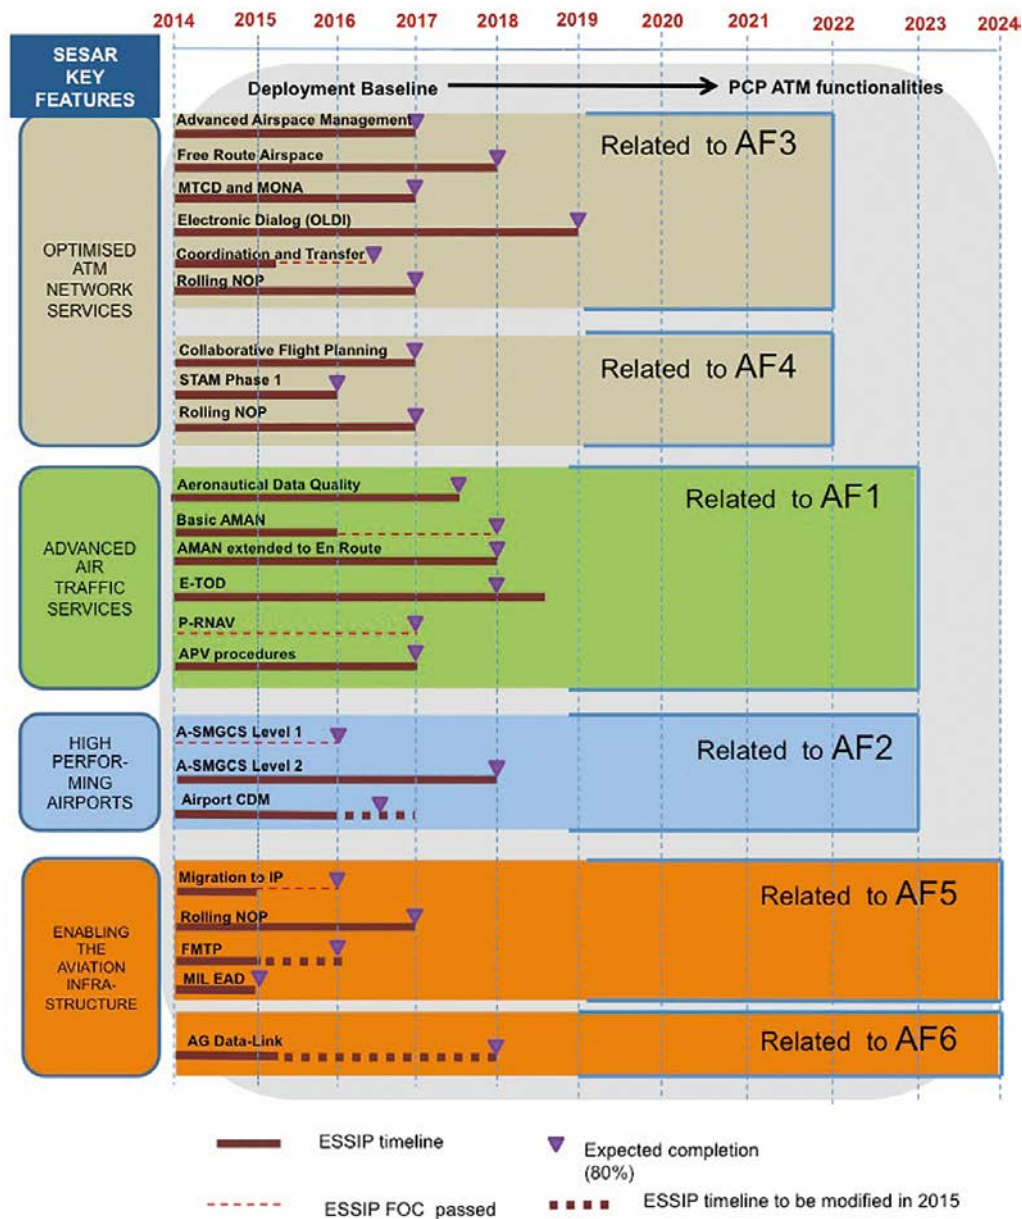 2014 2015 2016 2017 2018 2019 2020 2021 2022 2023 2024
SESAR
KEY
FEATURES
Deployment Baseline
PCP ATM functionalities
OPTIMISED
ATM
NETWORK
SERVICES
Advanced Airspace Management
Free Route Airspace
MTCD and MONA
Electronic Dialog (OLDI)
Coordination and Transfer
Rolling NOP
Related to AF3
Collaborative Flight Planning
STAM Phase 1
Rolling NOP
Related to AF4
ADVANCED
AIR
TRAFFIC
SERVICES
Aeronautical Data Quality
Basic AMAN
AMAN extended to En Route
E-TOD
P-RNAV
APV procedures
Related to AF1
HIGH
PERFOR-
MING
AIRPORTS
A-SMGCS Level 1
A-SMGCS Level 2
Airport CDM
Related to AF2
ENABLING
THE
AVIATION
INFRA-
STRUCTURE
Migration to IP
Rolling NOP
FMTP
MIL EAD
Related to AF5
AG Data-Link
Related to AF6
ESSIP timeline
Expected completion
(80%)
ESSIP FOC passed
ESSIP timeline to be modified in 2015